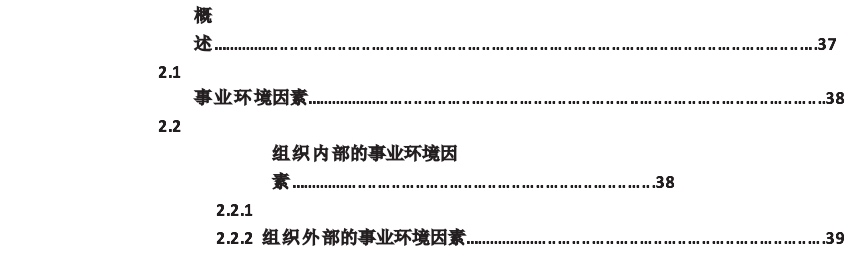 概
述......................................................................................37
2.1
事业环境因素......................................................................................38
2.2
组织内部的事业环境因
素............................................................38
2.2.1
2.2.2 组织外部的事业环境因素............................................................39